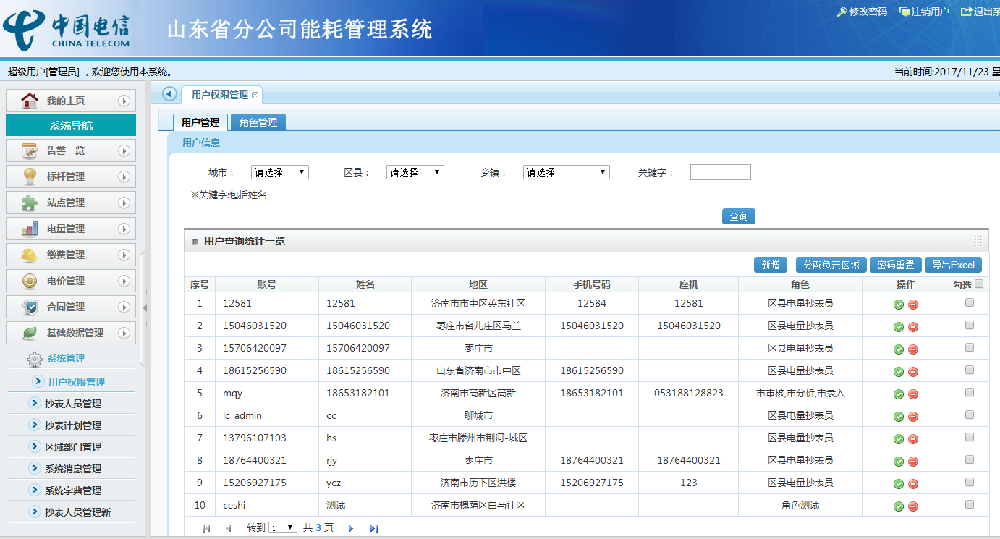 中国电信
CHINA TELECOM
山东省分公司能耗管理系统
修改密码 注销用户 退出系
超级用户[管理员] ，欢迎您使用本系统。
当前时间:2017/11/23 星
我的主页
系统导航
告警一览
标杆管理
站点管理
电量管理
缴费管理
电价管理
合同管理
基础数据管理
系统管理
用户权限管理
抄表人员管理
抄表计划管理
区域部门管理
系统消息管理
系统字典管理
抄表人员管理新
用户权限管理
用户管理 角色管理
用户信息
城市： 请选择 区县： 请选择 乡镇： 请选择 关键字：
※关键字:包括姓名
查询
用户查询统计一览
新增 分配负责区域 密码重置 导出Excel
序号 账号 姓名 地区 手机号码 座机 角色 操作 勾选
1 12581 12581 济南市市中区英东社区 12584 12581 区县电量抄表员
2 15046031520 15046031520 枣庄市台儿庄区马兰 15046031520 15046031520 区县电量抄表员
3 15706420097 15706420097 枣庄市 区县电量抄表员
4 18615256590 18615256590 山东省济南市市中区 18615256590 区县电量抄表员
5 mqy 18653182101 济南市高新区高新 18653182101 053188128823 市审核,市分析,市录入
6 lc_admin cc 聊城市 区县电量抄表员
7 13796107103 hs 枣庄市滕州市荆河-城区 区县电量抄表员
8 18764400321 rjy 枣庄市 18764400321 18764400321 区县电量抄表员
9 15206927175 ycz 济南市历下区洪楼 15206927175 123 区县电量抄表员
10 ceshi 测试 济南市槐荫区白马社区 角色测试
转到 1 共 3 页